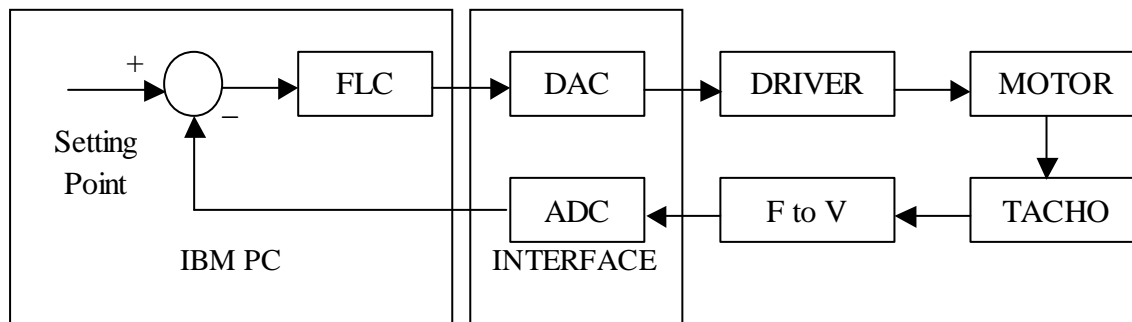 +
FLC
DAC
DRIVER
MOTOR
−
Setting
Point
ADC
F to V
TACHO
IBM PC
INTERFACE